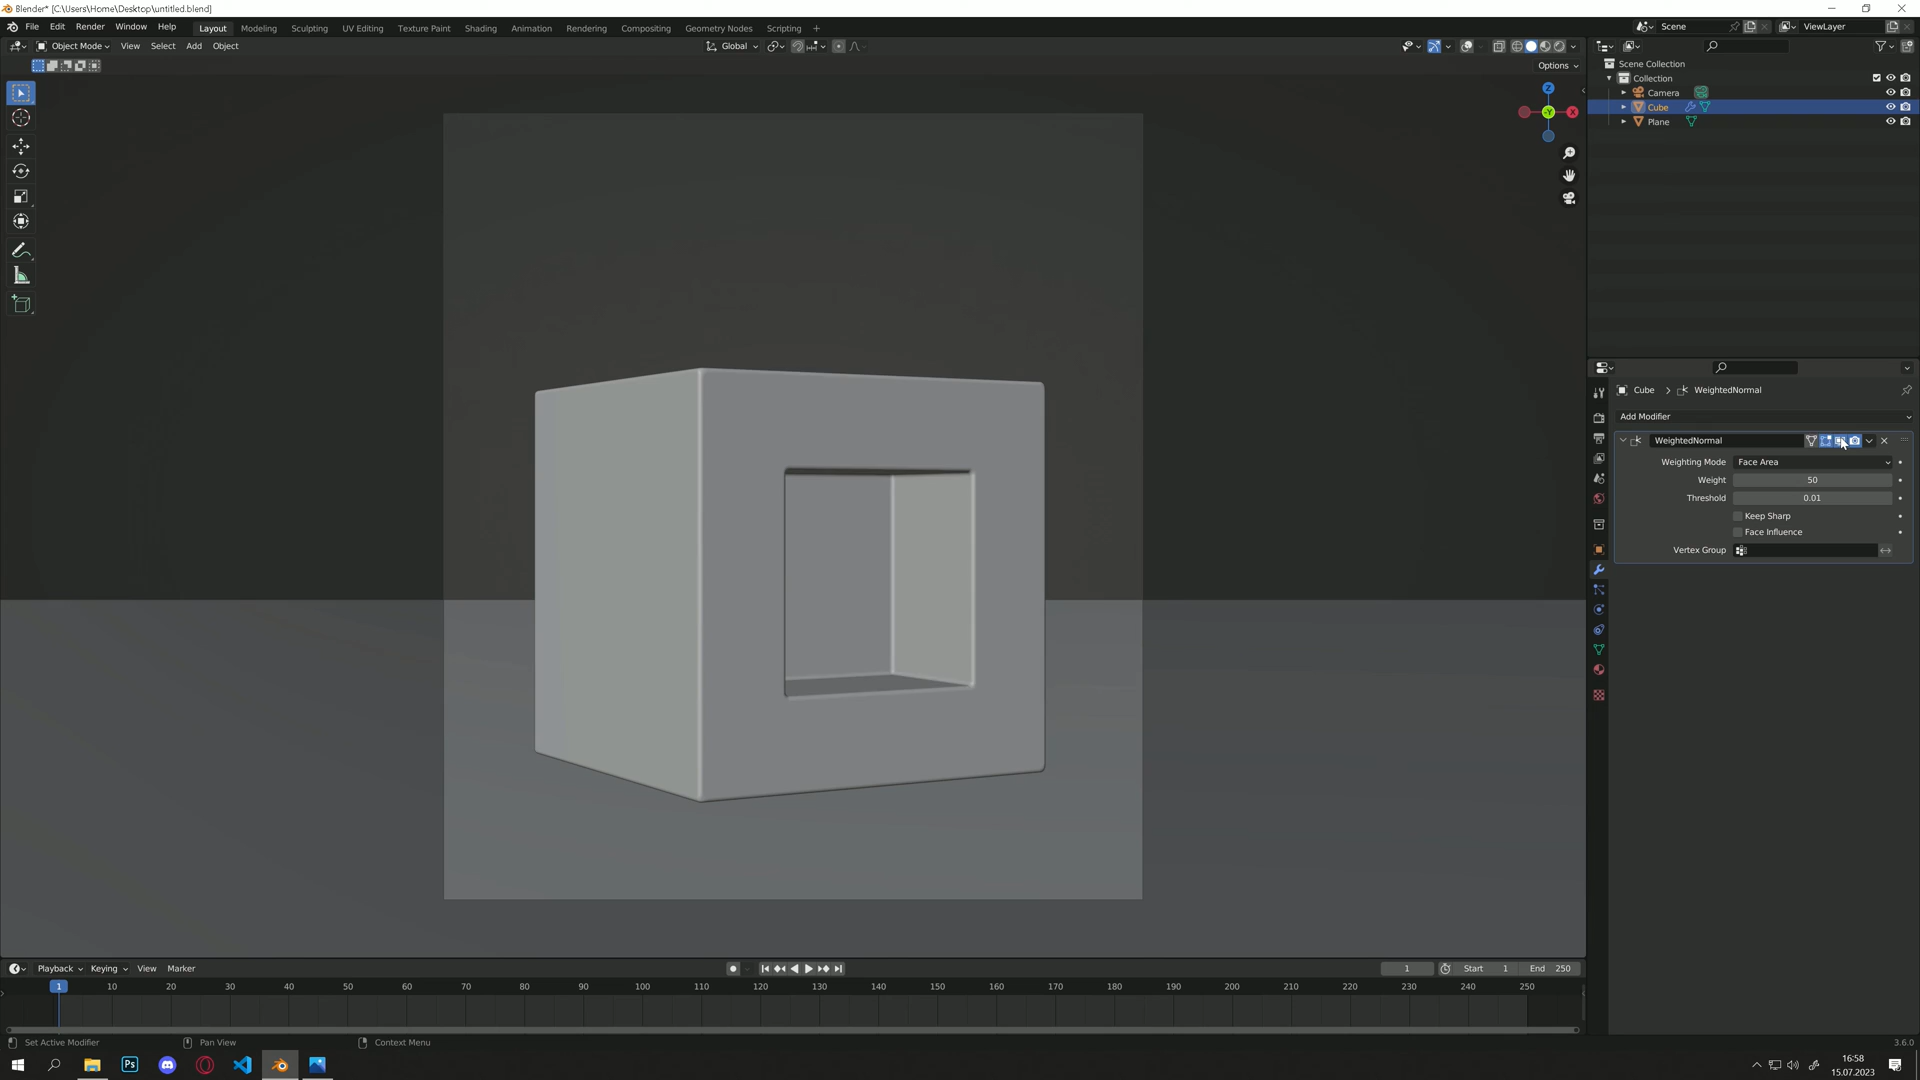 Blender* [C:\Users\Home\Desktop\untitled.blend]
File Edit Render Window Help Layout Modeling Sculpting UV Editing Texture Paint Shading Animation Rendering Compositing Geometry Nodes Scripting + Scene ViewLayer
Object Mode View Select Add Object Global
Options
Scene Collection
Collection
Camera
Cube
Plane
Z
-Y X
Cube > WeightedNormal
Add Modifier
WeightedNormal
Weighting Mode Face Area
Weight 50
Threshold 0.01
Keep Sharp
Face Influence
Vertex Group
Playback Keying View Marker 1 Start 1 End 250
1 10 20 30 40 50 60 70 80 90 100 110 120 130 140 150 160 170 180 190 200 210 220 230 240 250
Set Active Modifier Pan View Context Menu 3.6.0
Ps
16:58
15.07.2023